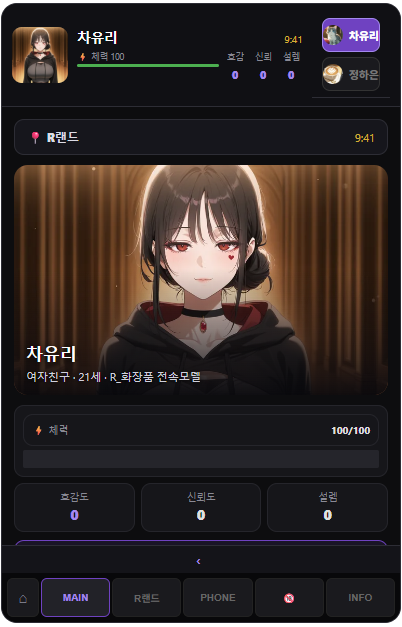 차유리
체력 100
9:41
호감 신뢰 설렘
0 0 0
차유리
정하은
R랜드
9:41
차유리
여자친구 · 21세 · R_화장품 전속모델
체력
100/100
호감도
0
신뢰도
0
설렘
0
‹
MAIN
R랜드
PHONE
🔞
INFO